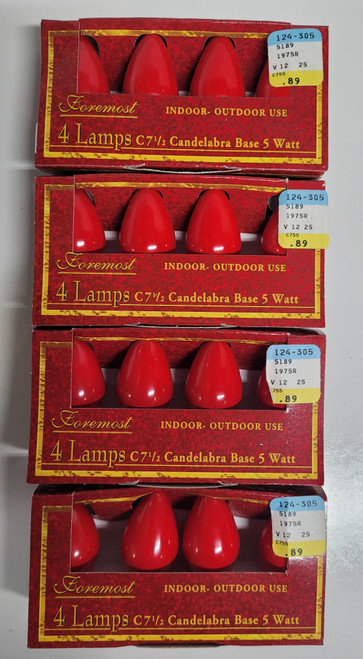 124-305
5189
1975R
V 12 25
C755
.89
Foremost
INDOOR- OUTDOOR USE
4 Lamps C7½ Candelabra Base 5 Watt
124-305
5189
1975R
V 12 25
C755
.89
Foremost
INDOOR- OUTDOOR USE
4 Lamps C7½ Candelabra Base 5 Watt
124-305
5189
1975R
V 12 25
755
.89
Foremost
INDOOR- OUTDOOR USE
4 Lamps C7½ Candelabra Base 5 Watt
124-305
5189
1975R
V 12 25
C755
.89
Foremost
INDOOR- OUTDOOR USE
4 Lamps C7½ Candelabra Base 5 Watt